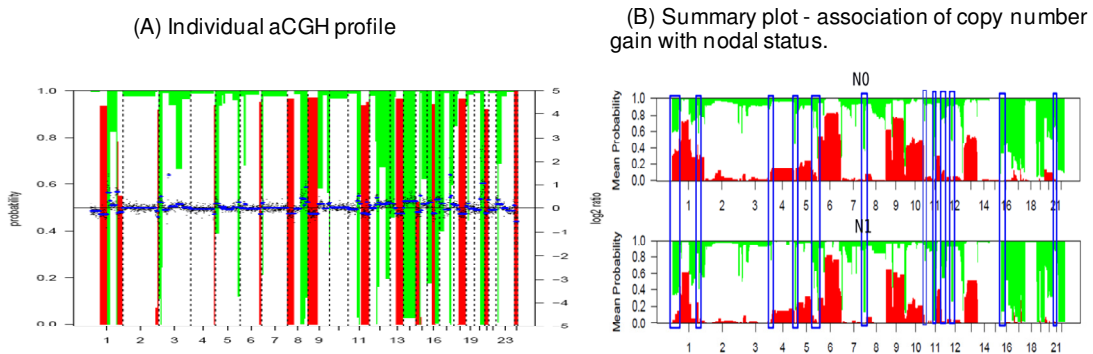 (A) Individual aCGH profile
(B) Summary plot - association of copy number
gain with nodal status.
1.0
0.8
0.6
0.4
0.2
0.0
probability
5
4
3
2
1
0
-1
-2
-3
-4
-5
log2 ratio
1 2 3 4 5 6 7 8 9 11 13 16 19 23
N0
Mean Probability
1.0
0.8
0.6
0.4
0.2
0.0
1 2 3 4 5 6 7 8 9 10 11 12 14 16 18 21
N1
Mean Probability
1.0
0.8
0.6
0.4
0.2
0.0
1 2 3 4 5 6 7 8 9 10 11 12 14 16 18 21